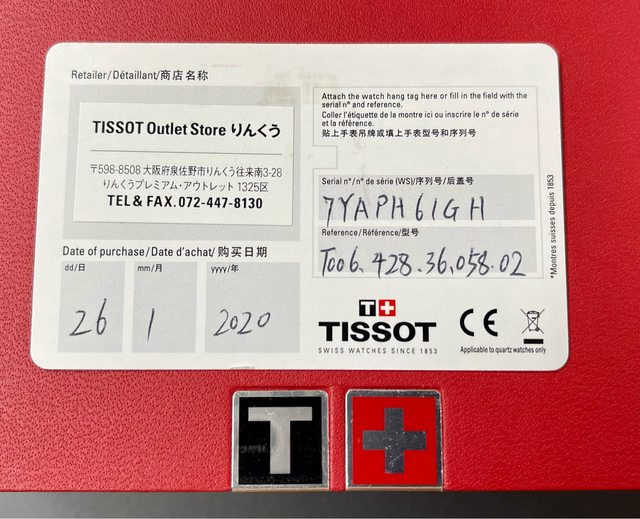 Retailer/Détaillant/商店名称
TISSOT Outlet Store りんくう
〒598-8508 大阪府泉佐野市りんくう往来南3-28
りんくうプレミアム・アウトレット 1325区
TEL & FAX. 072-447-8130
Date of purchase/Date d'achat/购买日期
dd/日
mm/月
yyyy/年
26
1
2020
Attach the watch hang tag here or fill in the field with the
serial n° and reference.
Coller l'étiquette de la montre ici ou inscrire le n° de série
et la référence.
贴上手表吊牌或填上手表型号和序列号
Serial n°/n° de série (WS)/序列号/后盖号
7YAPH61GH
Reference/Référence/型号
T006.428.36.058.02
*Montres suisses depuis 1853
T+
TISSOT
SWISS WATCHES SINCE 1853
CE
Applicable to quartz watches only
T